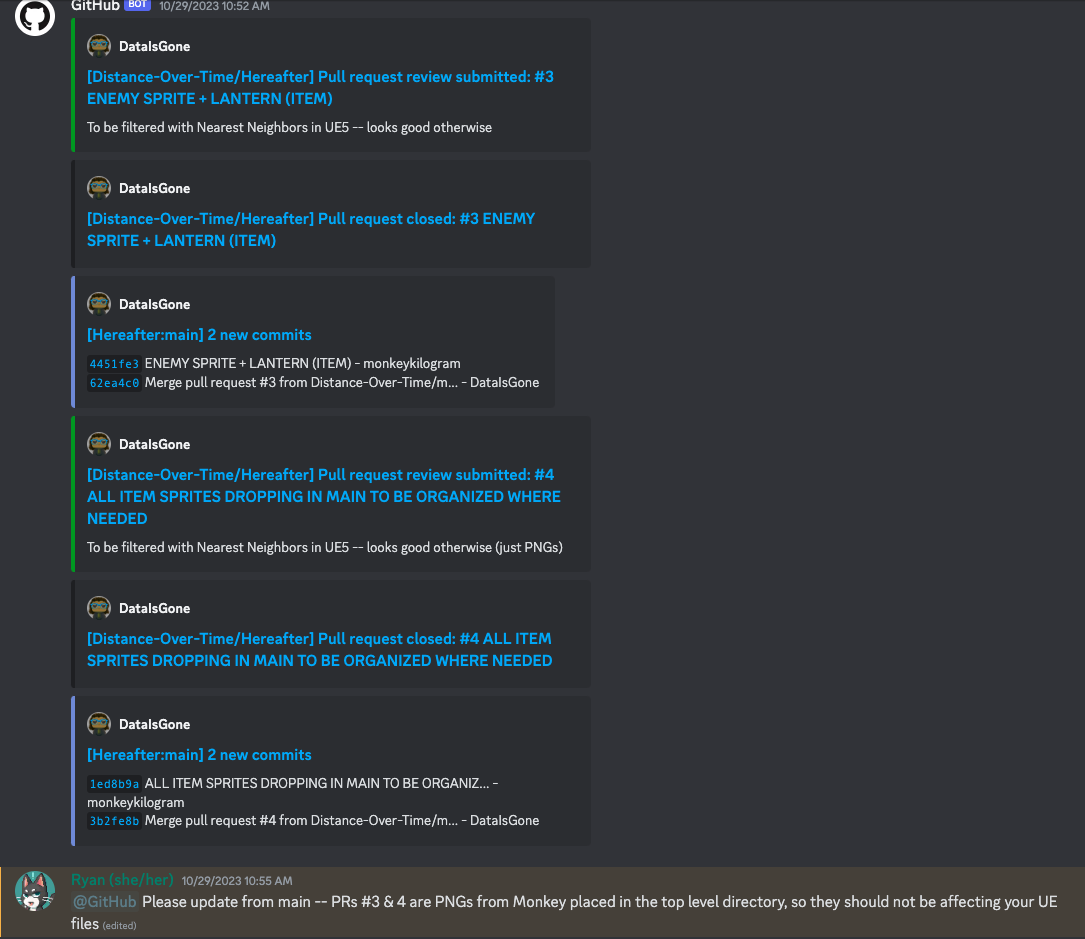 GitHub BOT 10/29/2023 10:52 AM
DataIsGone
[Distance-Over-Time/Hereafter] Pull request review submitted: #3
ENEMY SPRITE + LANTERN (ITEM)
To be filtered with Nearest Neighbors in UE5 -- looks good otherwise
DataIsGone
[Distance-Over-Time/Hereafter] Pull request closed: #3 ENEMY
SPRITE + LANTERN (ITEM)
DataIsGone
[Hereafter:main] 2 new commits
4451fe3 ENEMY SPRITE + LANTERN (ITEM) - monkeykilogram
62ea4c0 Merge pull request #3 from Distance-Over-Time/m... - DataIsGone
DataIsGone
[Distance-Over-Time/Hereafter] Pull request review submitted: #4
ALL ITEM SPRITES DROPPING IN MAIN TO BE ORGANIZED WHERE
NEEDED
To be filtered with Nearest Neighbors in UE5 -- looks good otherwise (just PNGs)
DataIsGone
[Distance-Over-Time/Hereafter] Pull request closed: #4 ALL ITEM
SPRITES DROPPING IN MAIN TO BE ORGANIZED WHERE NEEDED
DataIsGone
[Hereafter:main] 2 new commits
1ed8b9a ALL ITEM SPRITES DROPPING IN MAIN TO BE ORGANIZ... -
monkeykilogram
3b2fe8b Merge pull request #4 from Distance-Over-Time/m... - DataIsGone
Ryan (she/her) 10/29/2023 10:55 AM
@GitHub Please update from main -- PRs #3 & 4 are PNGs from Monkey placed in the top level directory, so they should not be affecting your UE
files (edited)